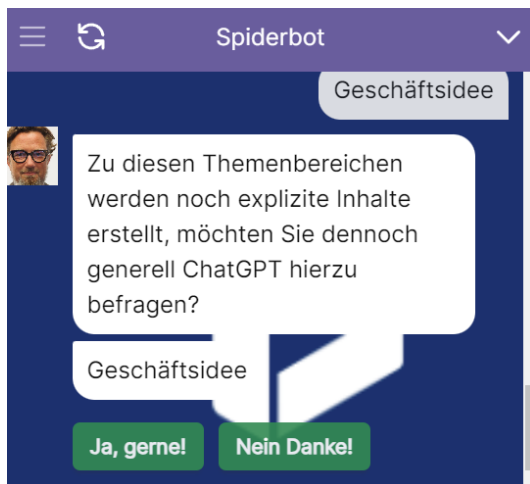 Spiderbot
Geschäftsidee
Zu diesen Themenbereichen
werden noch explizite Inhalte
erstellt, möchten Sie dennoch
generell ChatGPT hierzu
befragen?
Geschäftsidee
Ja, gerne!
Nein Danke!